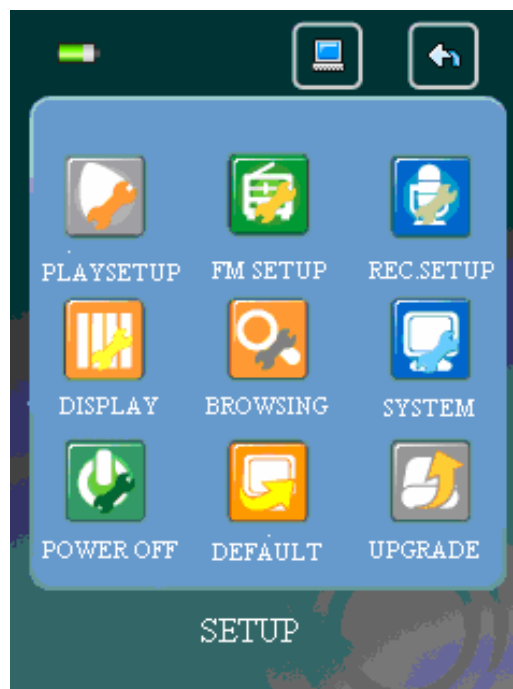 PLAYSETUP FM SETUP REC.SETUP
DISPLAY BROWSING SYSTEM
POWER OFF DEFAULT UPGRADE
SETUP